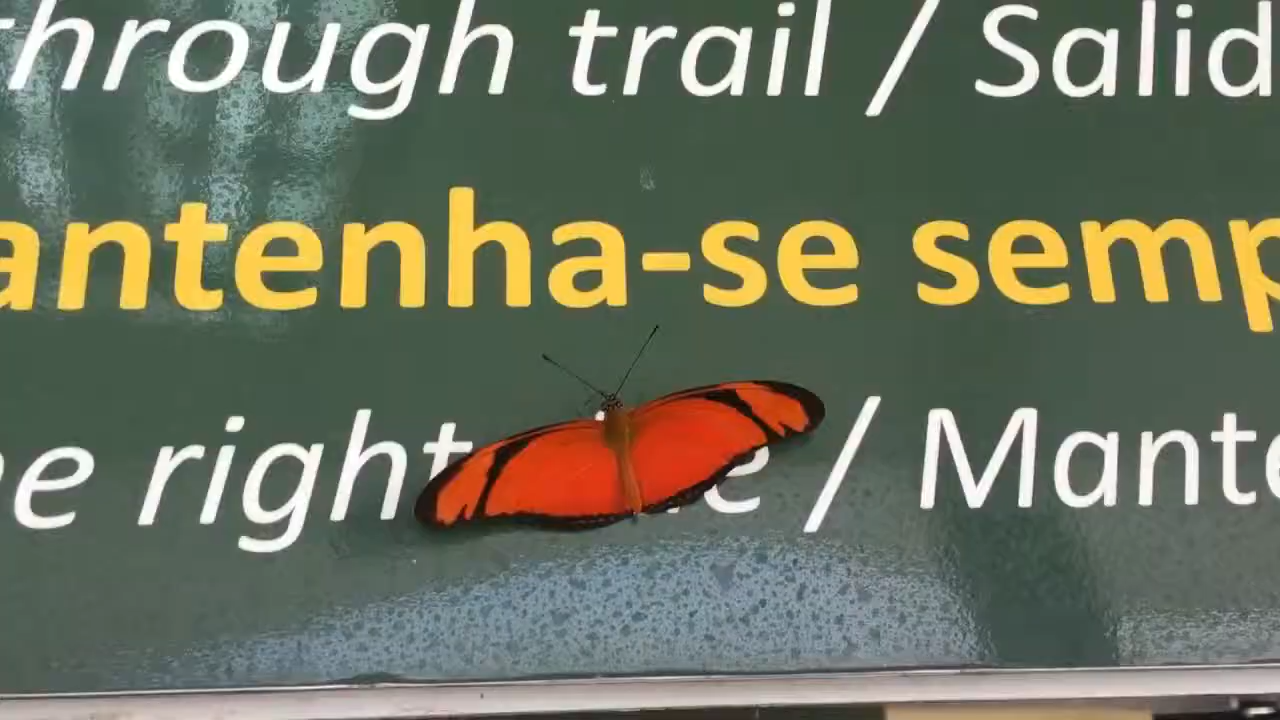 through trail / Salid
antenha-se semp
e right e / Mante